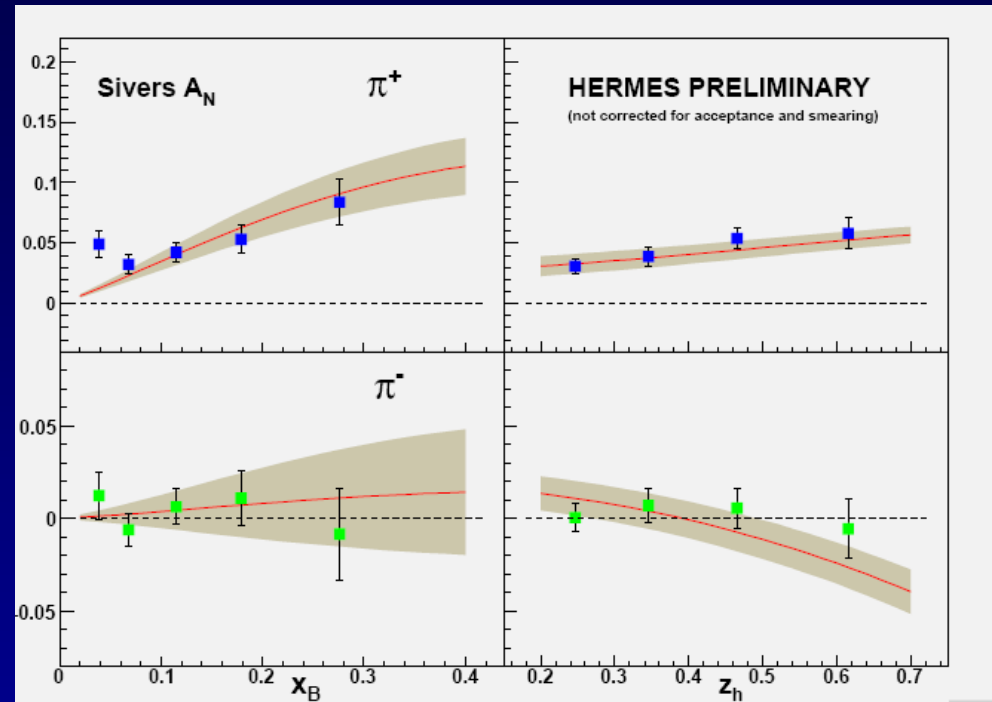 Sivers A_N π⁺
HERMES PRELIMINARY
(not corrected for acceptance and smearing)
0.2
0.15
0.1
0.05
0
π⁻
0.05
0
-0.05
0 0.1 0.2 0.3 0.4
x_B
0.2 0.3 0.4 0.5 0.6 0.7
z_h